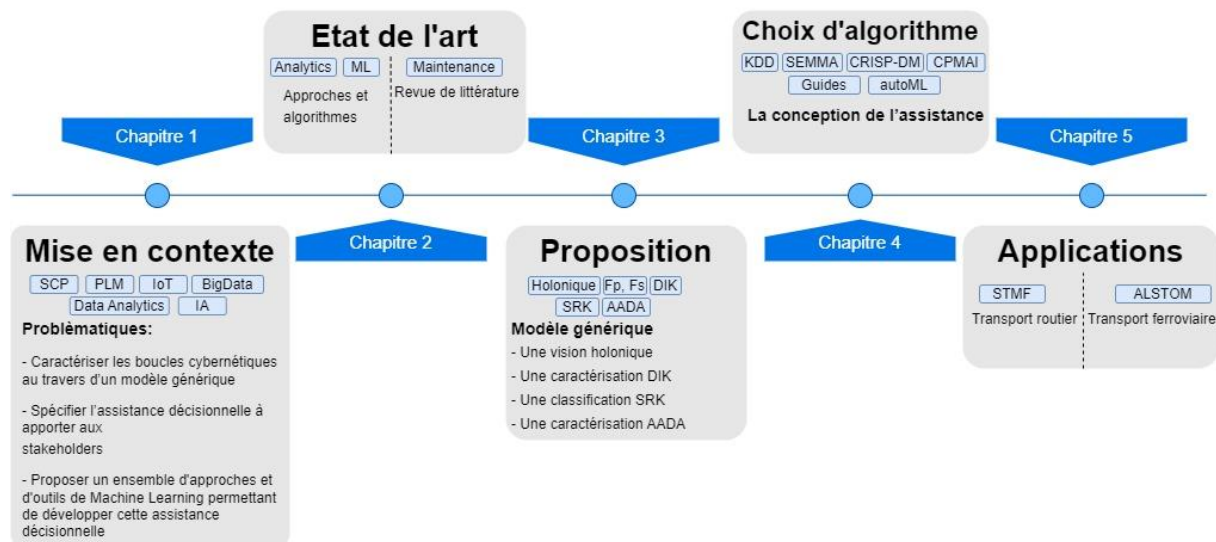 Etat de l'art
Analytics ML Maintenance
Approches et
algorithmes
Revue de littérature
Choix d'algorithme
KDD SEMMA CRISP-DM CPMAI
Guides autoML
La conception de l'assistance
Chapitre 1
Chapitre 3
Chapitre 5
Chapitre 2
Chapitre 4
Mise en contexte
SCP PLM IoT BigData
Data Analytics IA
Problèmatiques:
- Caractériser les boucles cybernétiques
au travers d'un modèle générique
- Spécifier l'assistance décisionnelle à
apporter aux
stakeholders
- Proposer un ensemble d'approches et
d'outils de Machine Learning permettant
de développer cette assistance
décisionnelle
Proposition
Holonique Fp, Fs DIK
SRK AADA
Modèle générique
- Une vision holonique
- Une caractérisation DIK
- Une classification SRK
- Une caractérisation AADA
Applications
STMF ALSTOM
Transport routier Transport ferroviaire